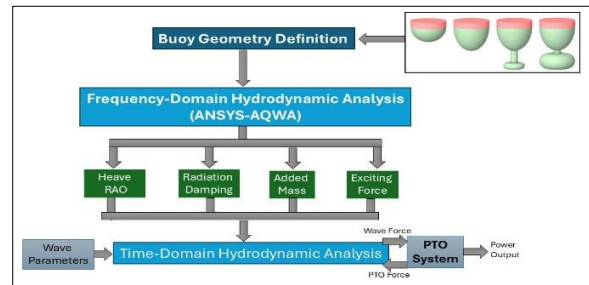 Buoy Geometry Definition
Frequency-Domain Hydrodynamic Analysis
(ANSYS-AQWA)
Heave
RAO
Radiation
Damping
Added
Mass
Exciting
Force
Wave
Parameters
Time-Domain Hydrodynamic Analysis
Wave Force
PTO Force
PTO
System
Power
Output